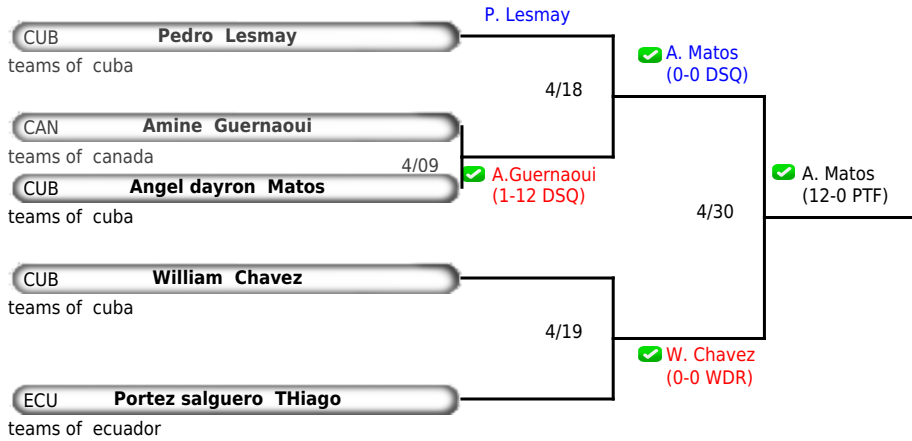 P. Lesmay
CUB Pedro Lesmay
teams of cuba
A. Matos
(0-0 DSQ)
4/18
CAN Amine Guernaoui
teams of canada
4/09
A.Guernaoui
(1-12 DSQ)
CUB Angel dayron Matos
teams of cuba
A. Matos
(12-0 PTF)
4/30
CUB William Chavez
teams of cuba
4/19
W. Chavez
(0-0 WDR)
ECU Portez salguero THiago
teams of ecuador